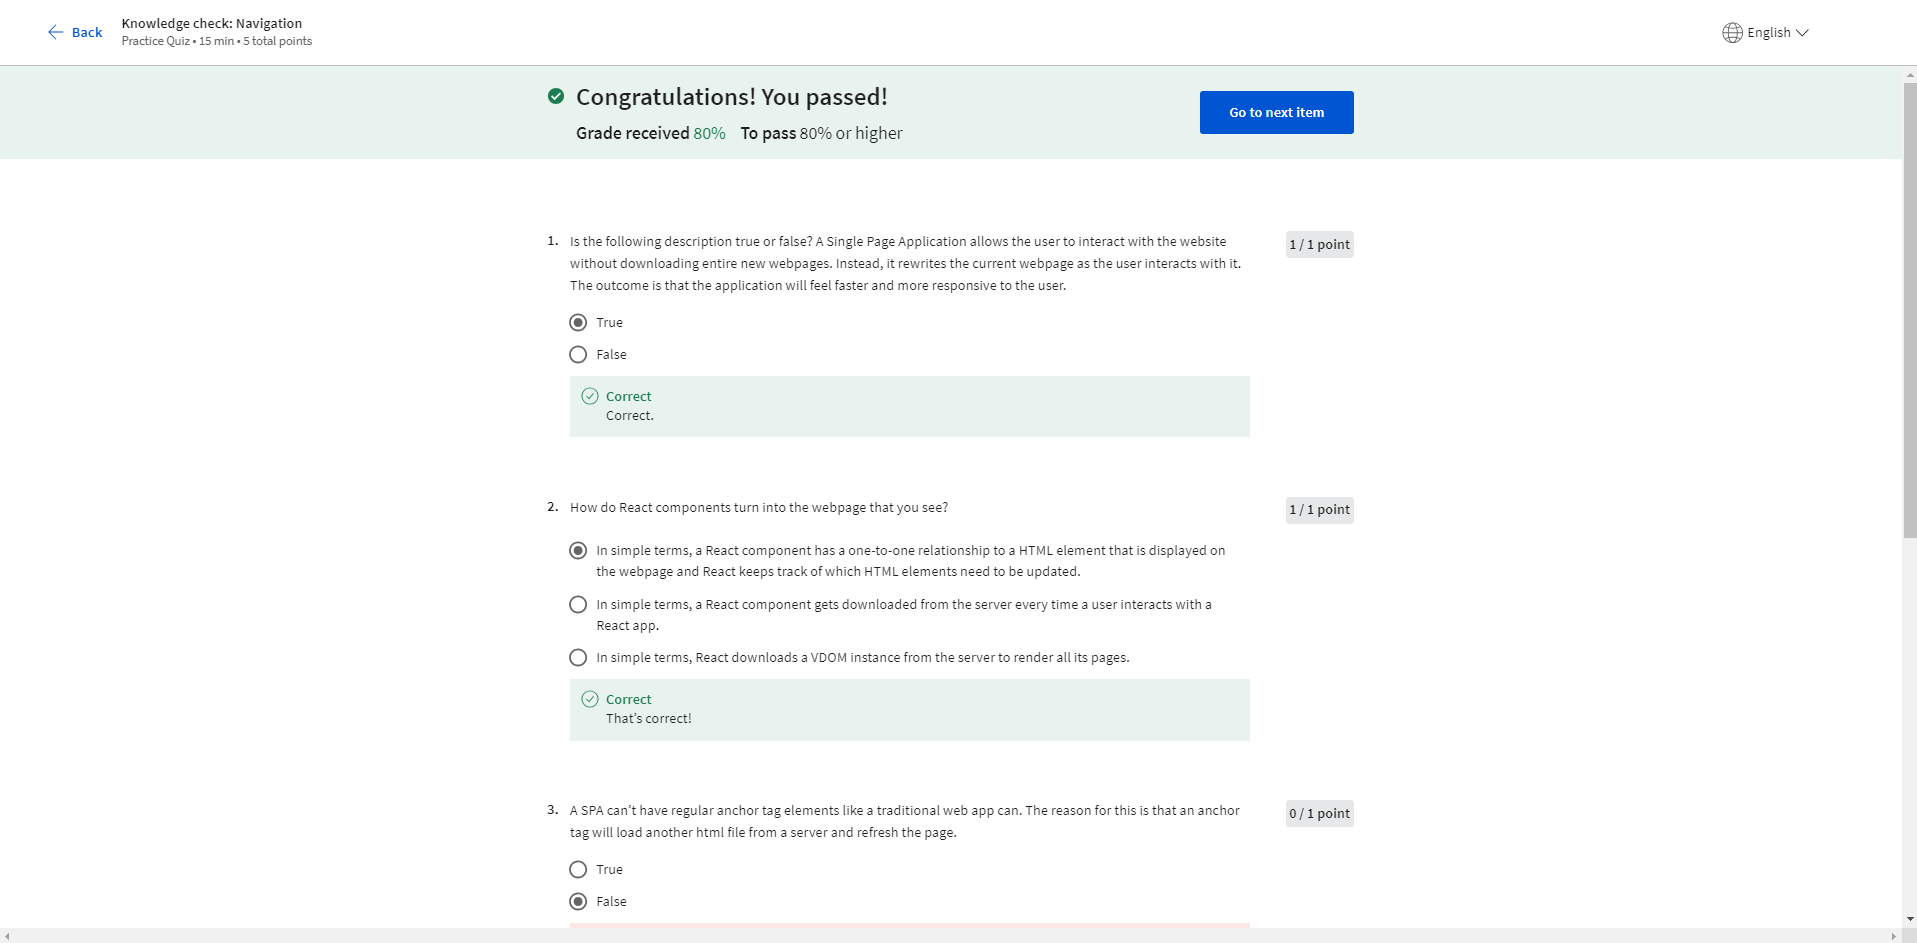 Back
Knowledge check: Navigation
Practice Quiz • 15 min • 5 total points
English
Congratulations! You passed!
Grade received 80% To pass 80% or higher
Go to next item
1. Is the following description true or false? A Single Page Application allows the user to interact with the website
without downloading entire new webpages. Instead, it rewrites the current webpage as the user interacts with it.
The outcome is that the application will feel faster and more responsive to the user.
1 / 1 point
True
False
Correct
Correct.
2. How do React components turn into the webpage that you see?
1 / 1 point
In simple terms, a React component has a one-to-one relationship to a HTML element that is displayed on
the webpage and React keeps track of which HTML elements need to be updated.
In simple terms, a React component gets downloaded from the server every time a user interacts with a
React app.
In simple terms, React downloads a VDOM instance from the server to render all its pages.
Correct
That's correct!
3. A SPA can't have regular anchor tag elements like a traditional web app can. The reason for this is that an anchor
tag will load another html file from a server and refresh the page.
0 / 1 point
True
False